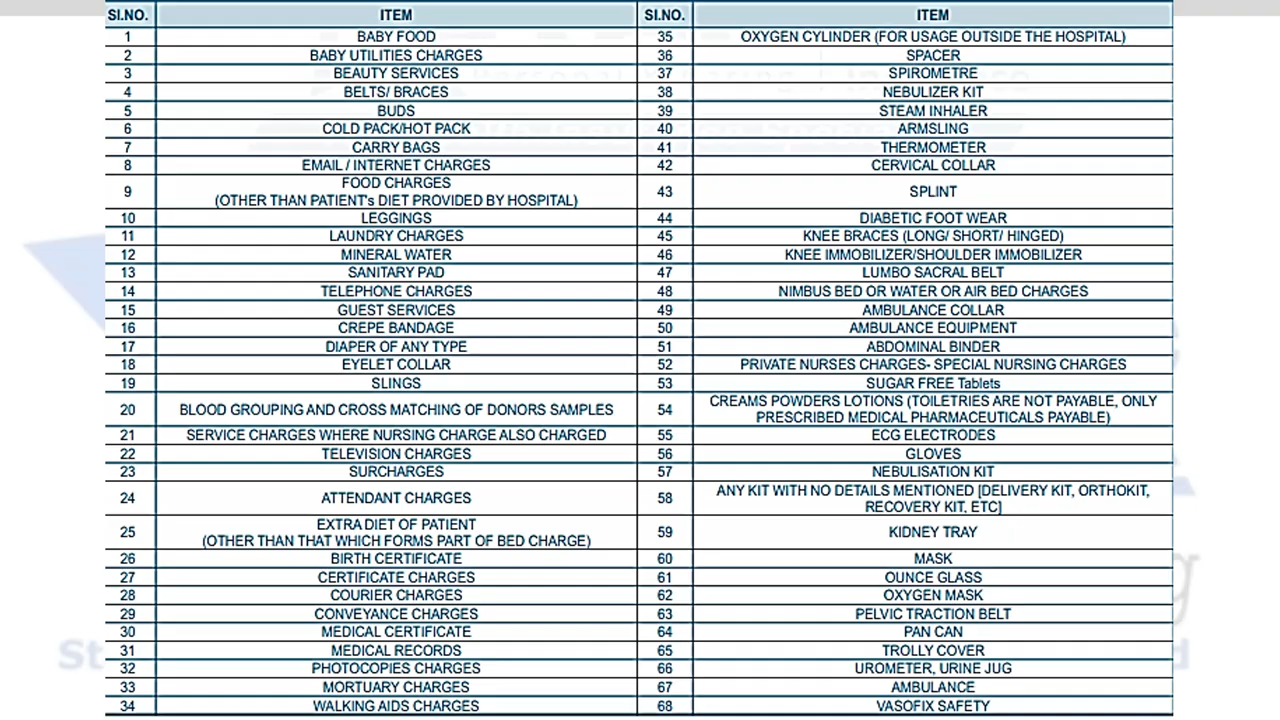 SI.NO. ITEM SI.NO. ITEM
1 BABY FOOD 35 OXYGEN CYLINDER (FOR USAGE OUTSIDE THE HOSPITAL)
2 BABY UTILITIES CHARGES 36 SPACER
3 BEAUTY SERVICES 37 SPIROMETRE
4 BELTS/ BRACES 38 NEBULIZER KIT
5 BUDS 39 STEAM INHALER
6 COLD PACK/HOT PACK 40 ARMSLING
7 CARRY BAGS 41 THERMOMETER
8 EMAIL / INTERNET CHARGES 42 CERVICAL COLLAR
9 FOOD CHARGES
(OTHER THAN PATIENT's DIET PROVIDED BY HOSPITAL) 43 SPLINT
10 LEGGINGS 44 DIABETIC FOOT WEAR
11 LAUNDRY CHARGES 45 KNEE BRACES (LONG/ SHORT/ HINGED)
12 MINERAL WATER 46 KNEE IMMOBILIZER/SHOULDER IMMOBILIZER
13 SANITARY PAD 47 LUMBO SACRAL BELT
14 TELEPHONE CHARGES 48 NIMBUS BED OR WATER OR AIR BED CHARGES
15 GUEST SERVICES 49 AMBULANCE COLLAR
16 CREPE BANDAGE 50 AMBULANCE EQUIPMENT
17 DIAPER OF ANY TYPE 51 ABDOMINAL BINDER
18 EYELET COLLAR 52 PRIVATE NURSES CHARGES- SPECIAL NURSING CHARGES
19 SLINGS 53 SUGAR FREE Tablets
20 BLOOD GROUPING AND CROSS MATCHING OF DONORS SAMPLES 54 CREAMS POWDERS LOTIONS (TOILETRIES ARE NOT PAYABLE, ONLY
PRESCRIBED MEDICAL PHARMACEUTICALS PAYABLE)
21 SERVICE CHARGES WHERE NURSING CHARGE ALSO CHARGED 55 ECG ELECTRODES
22 TELEVISION CHARGES 56 GLOVES
23 SURCHARGES 57 NEBULISATION KIT
24 ATTENDANT CHARGES 58 ANY KIT WITH NO DETAILS MENTIONED [DELIVERY KIT, ORTHOKIT,
RECOVERY KIT, ETC]
25 EXTRA DIET OF PATIENT
(OTHER THAN THAT WHICH FORMS PART OF BED CHARGE) 59 KIDNEY TRAY
26 BIRTH CERTIFICATE 60 MASK
27 CERTIFICATE CHARGES 61 OUNCE GLASS
28 COURIER CHARGES 62 OXYGEN MASK
29 CONVEYANCE CHARGES 63 PELVIC TRACTION BELT
30 MEDICAL CERTIFICATE 64 PAN CAN
31 MEDICAL RECORDS 65 TROLLY COVER
32 PHOTOCOPIES CHARGES 66 UROMETER, URINE JUG
33 MORTUARY CHARGES 67 AMBULANCE
34 WALKING AIDS CHARGES 68 VASOFIX SAFETY